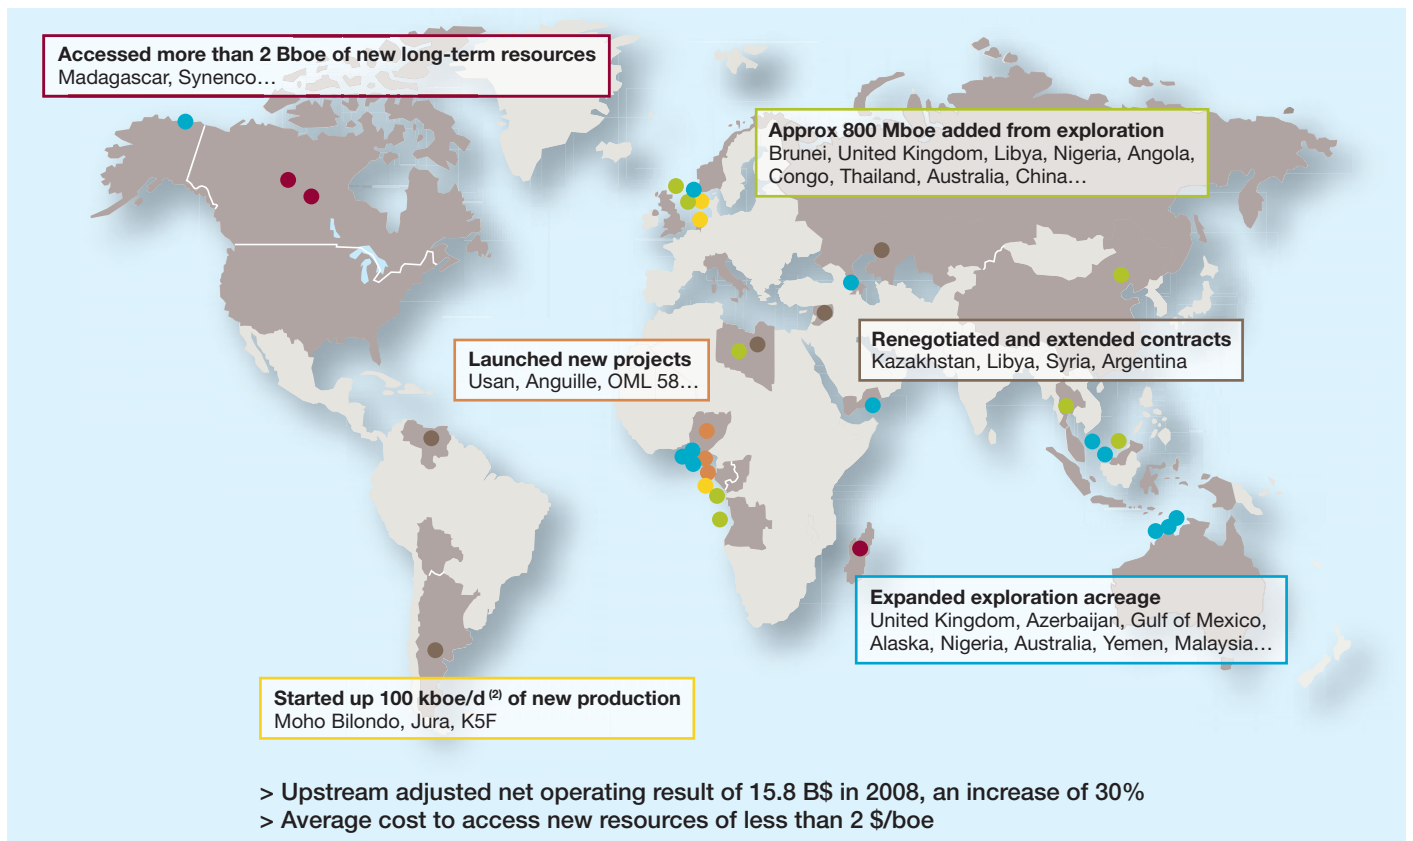 Accessed more than 2 Bboe of new long-term resources
Madagascar, Synenco…
Approx 800 Mboe added from exploration
Brunei, United Kingdom, Libya, Nigeria, Angola,
Congo, Thailand, Australia, China…
Renegotiated and extended contracts
Kazakhstan, Libya, Syria, Argentina
Launched new projects
Usan, Anguille, OML 58…
Expanded exploration acreage
United Kingdom, Azerbaijan, Gulf of Mexico,
Alaska, Nigeria, Australia, Yemen, Malaysia…
Started up 100 kboe/d (2) of new production
Moho Bilondo, Jura, K5F
> Upstream adjusted net operating result of 15.8 B$ in 2008, an increase of 30%
> Average cost to access new resources of less than 2 $/boe